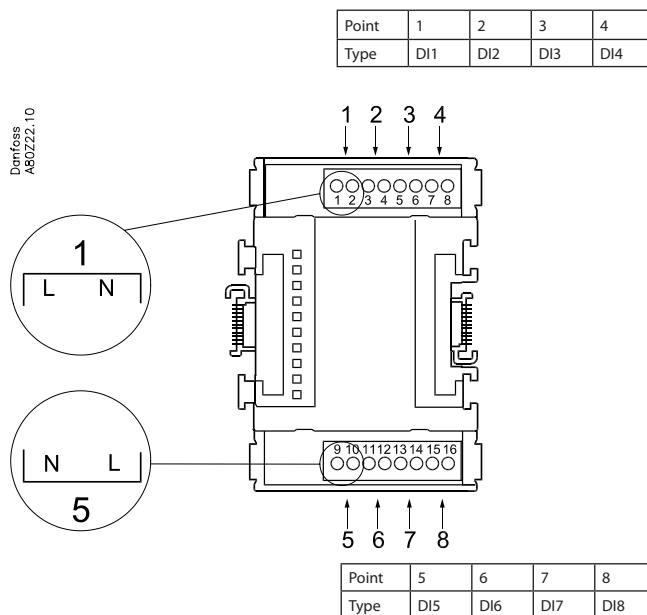 Point 1 2 3 4
Type DI1 DI2 DI3 DI4
Danfoss
A80Z22.10
1 2 3 4
1 2 3 4 5 6 7 8
1
L N
9 10 11 12 13 14 15 16
N L
5
5 6 7 8
Point 5 6 7 8
Type DI5 DI6 DI7 DI8